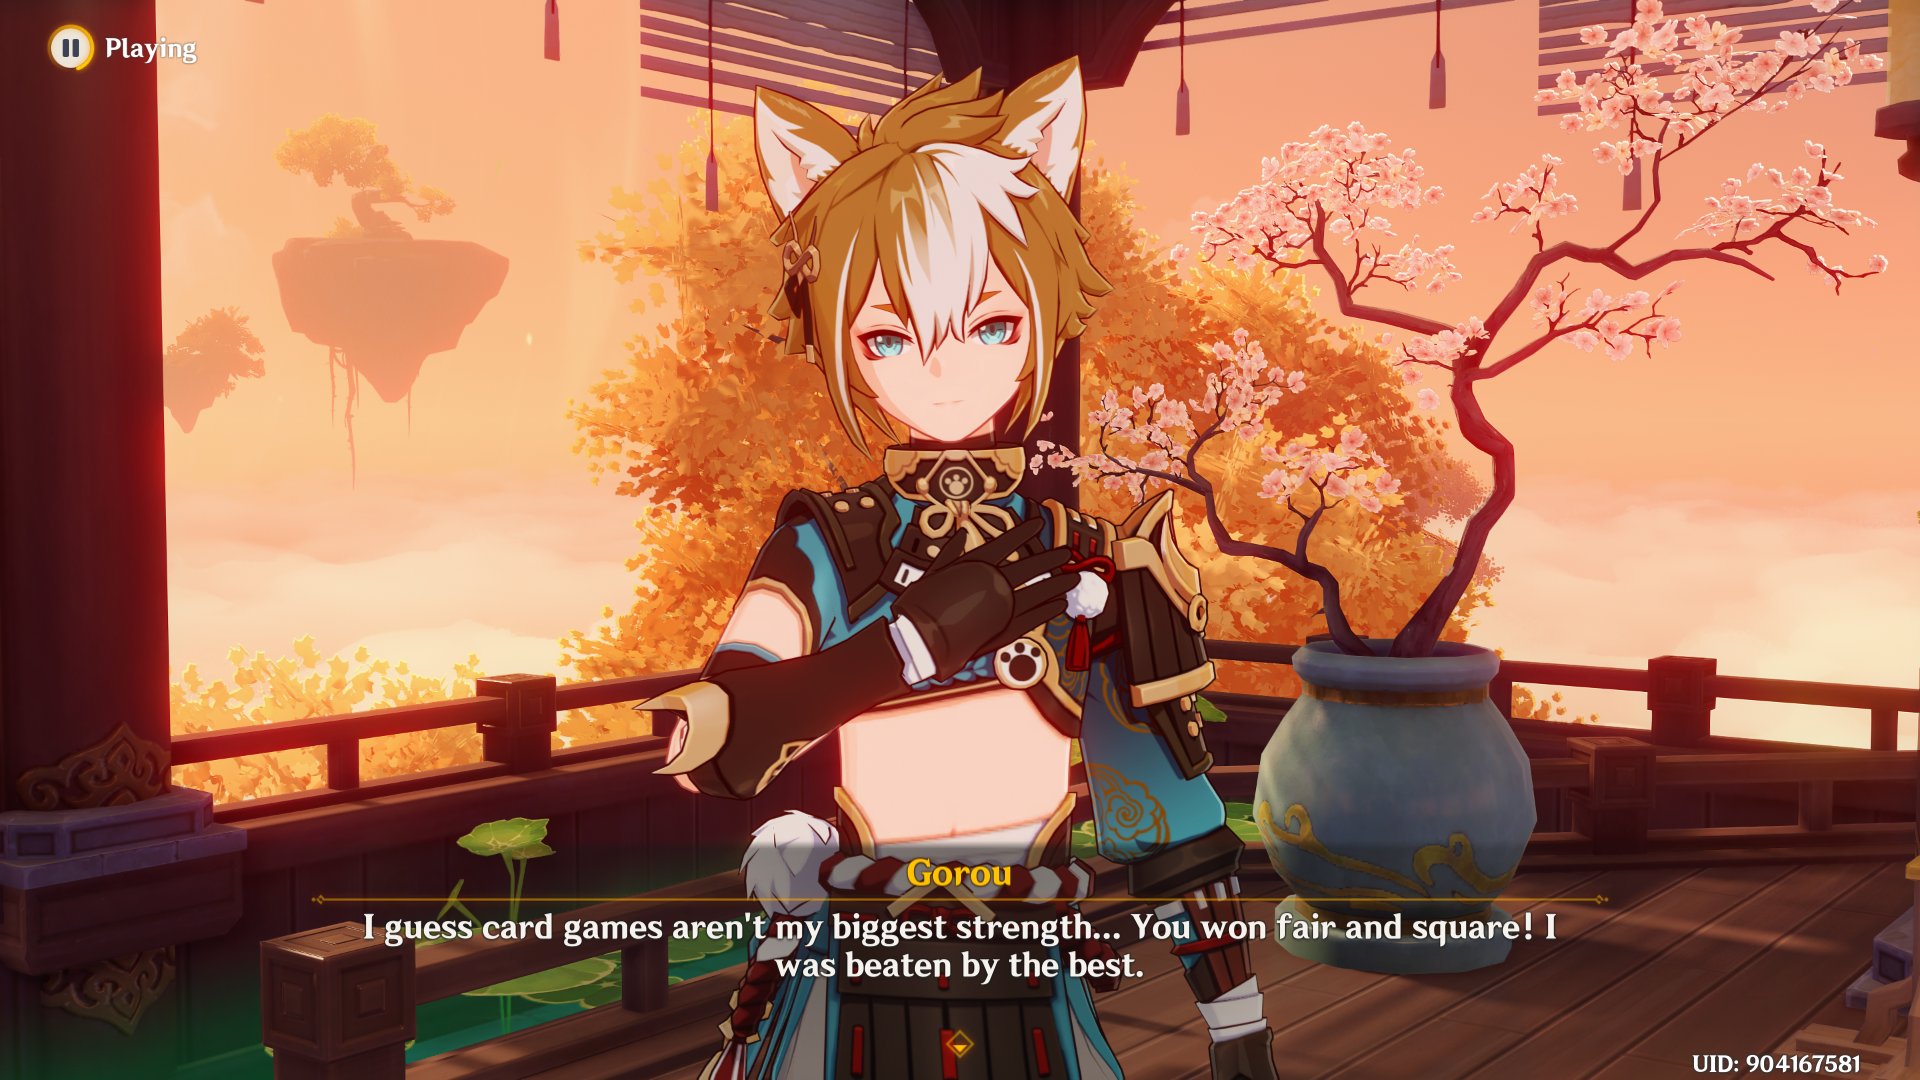 Playing
Gorou
I guess card games aren't my biggest strength... You won fair and square! I
was beaten by the best.
UID: 904167581